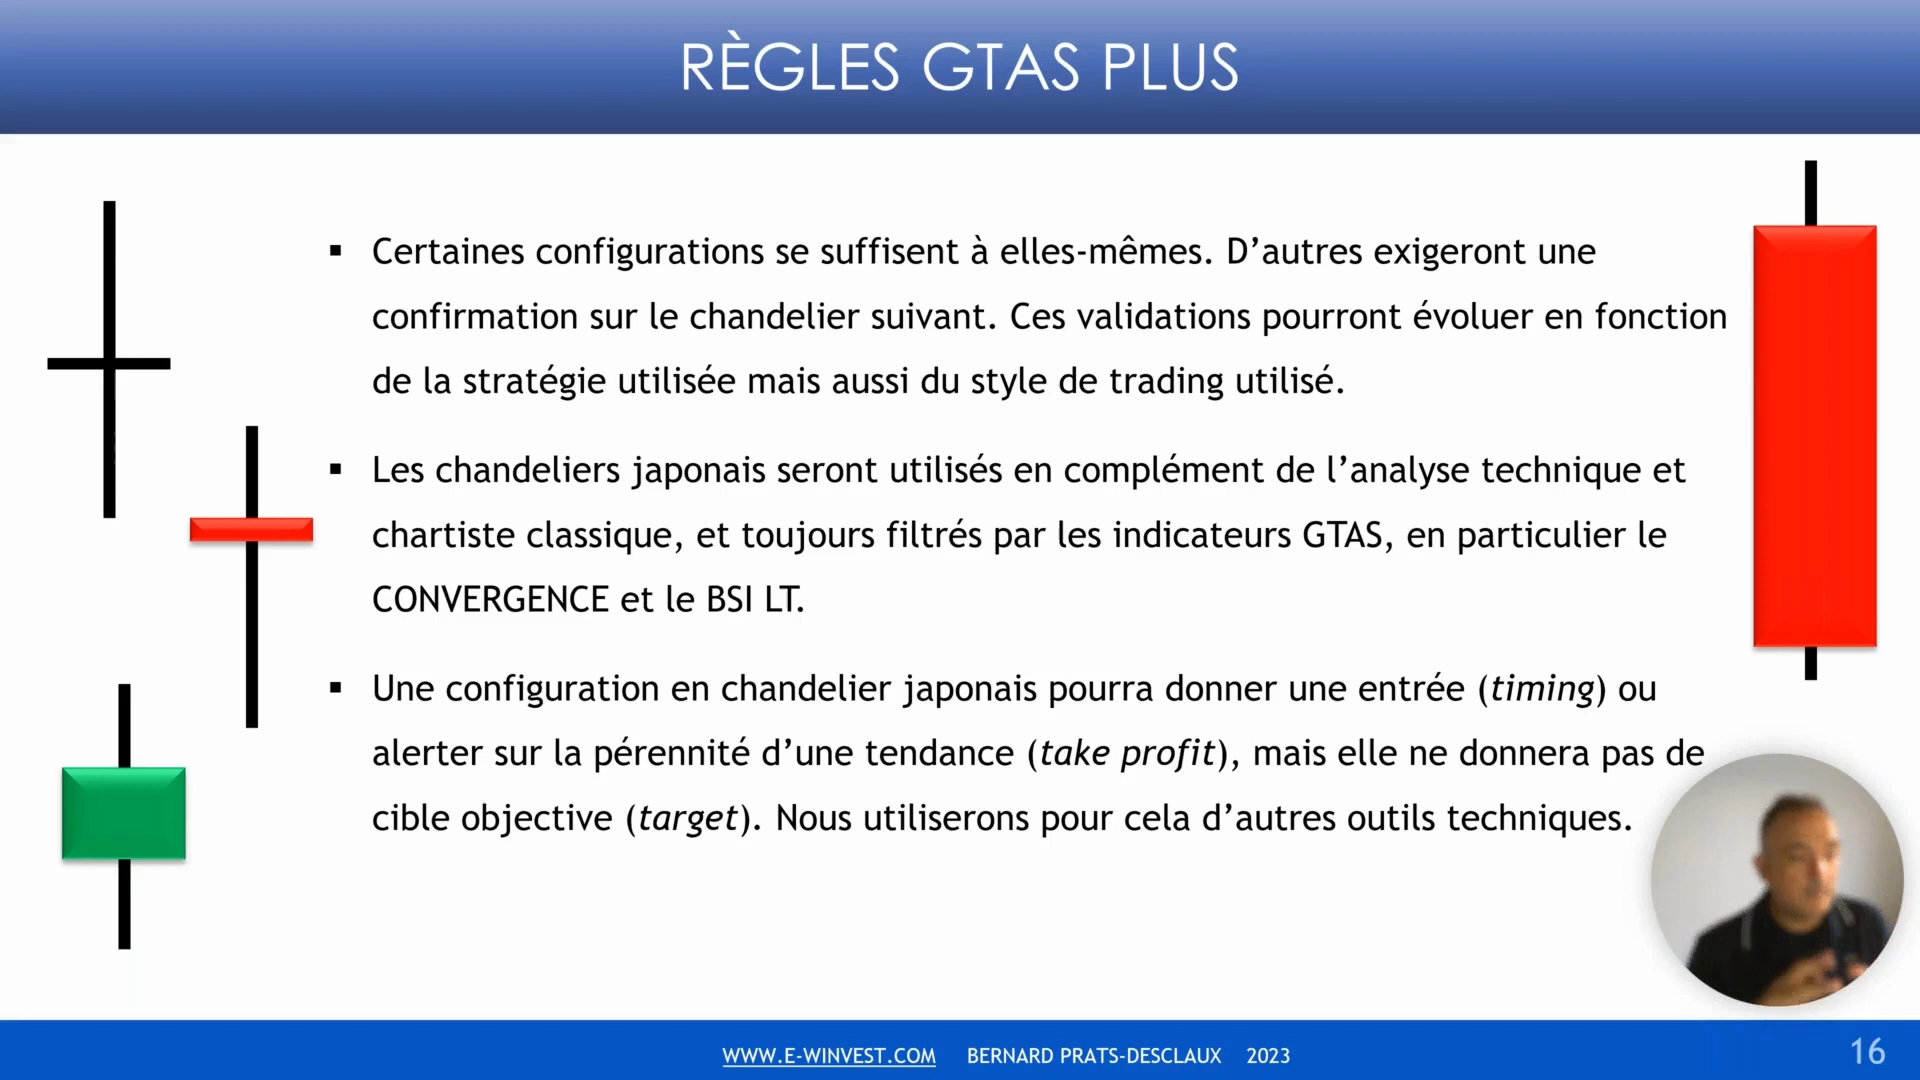 RÈGLES GTAS PLUS
▪ Certaines configurations se suffisent à elles-mêmes. D’autres exigeront une
confirmation sur le chandelier suivant. Ces validations pourront évoluer en fonction
de la stratégie utilisée mais aussi du style de trading utilisé.
▪ Les chandeliers japonais seront utilisés en complément de l’analyse technique et
chartiste classique, et toujours filtrés par les indicateurs GTAS, en particulier le
CONVERGENCE et le BSI LT.
▪ Une configuration en chandelier japonais pourra donner une entrée (timing) ou
alerter sur la pérennité d’une tendance (take profit), mais elle ne donnera pas de
cible objective (target). Nous utiliserons pour cela d’autres outils techniques.
WWW.E-WINVEST.COM BERNARD PRATS-DESCLAUX 2023
16